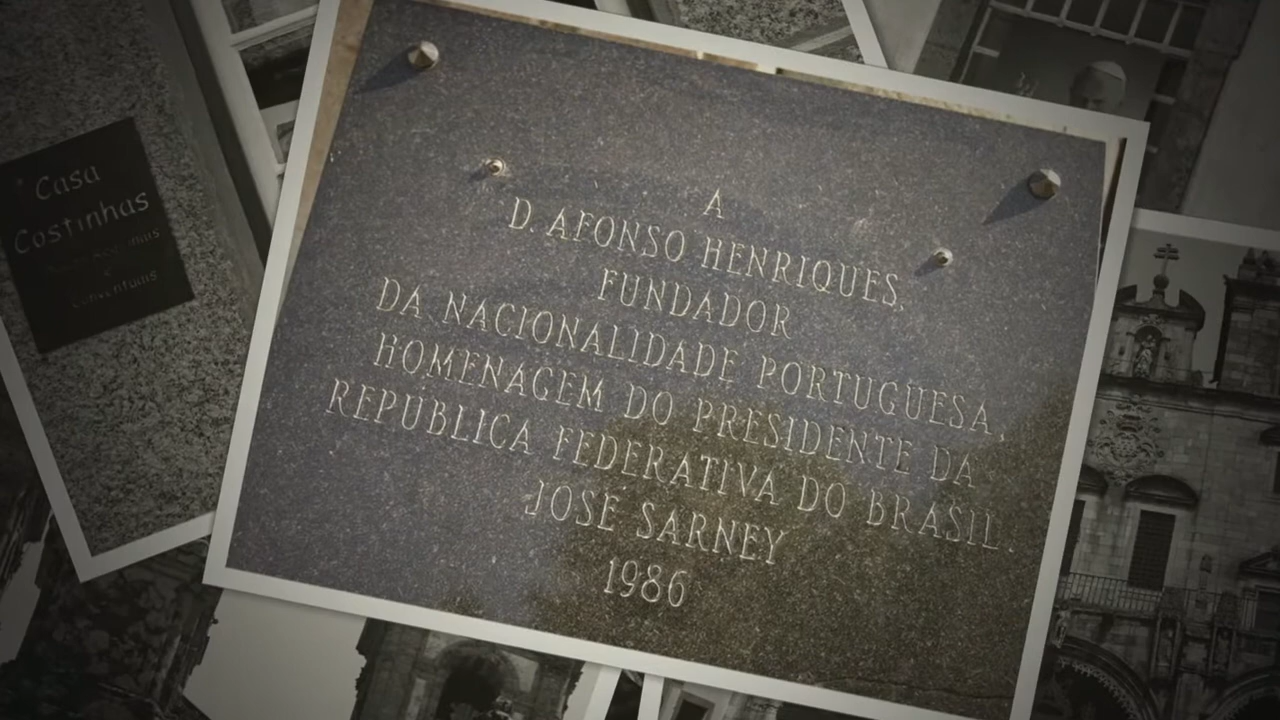 A
D. AFONSO HENRIQUES,
FUNDADOR
DA NACIONALIDADE PORTUGUESA,
HOMENAGEM DO PRESIDENTE DA
REPÚBLICA FEDERATIVA DO BRASIL.
JOSÉ SARNEY
1986
Casa
Costinhas
e
conventuais